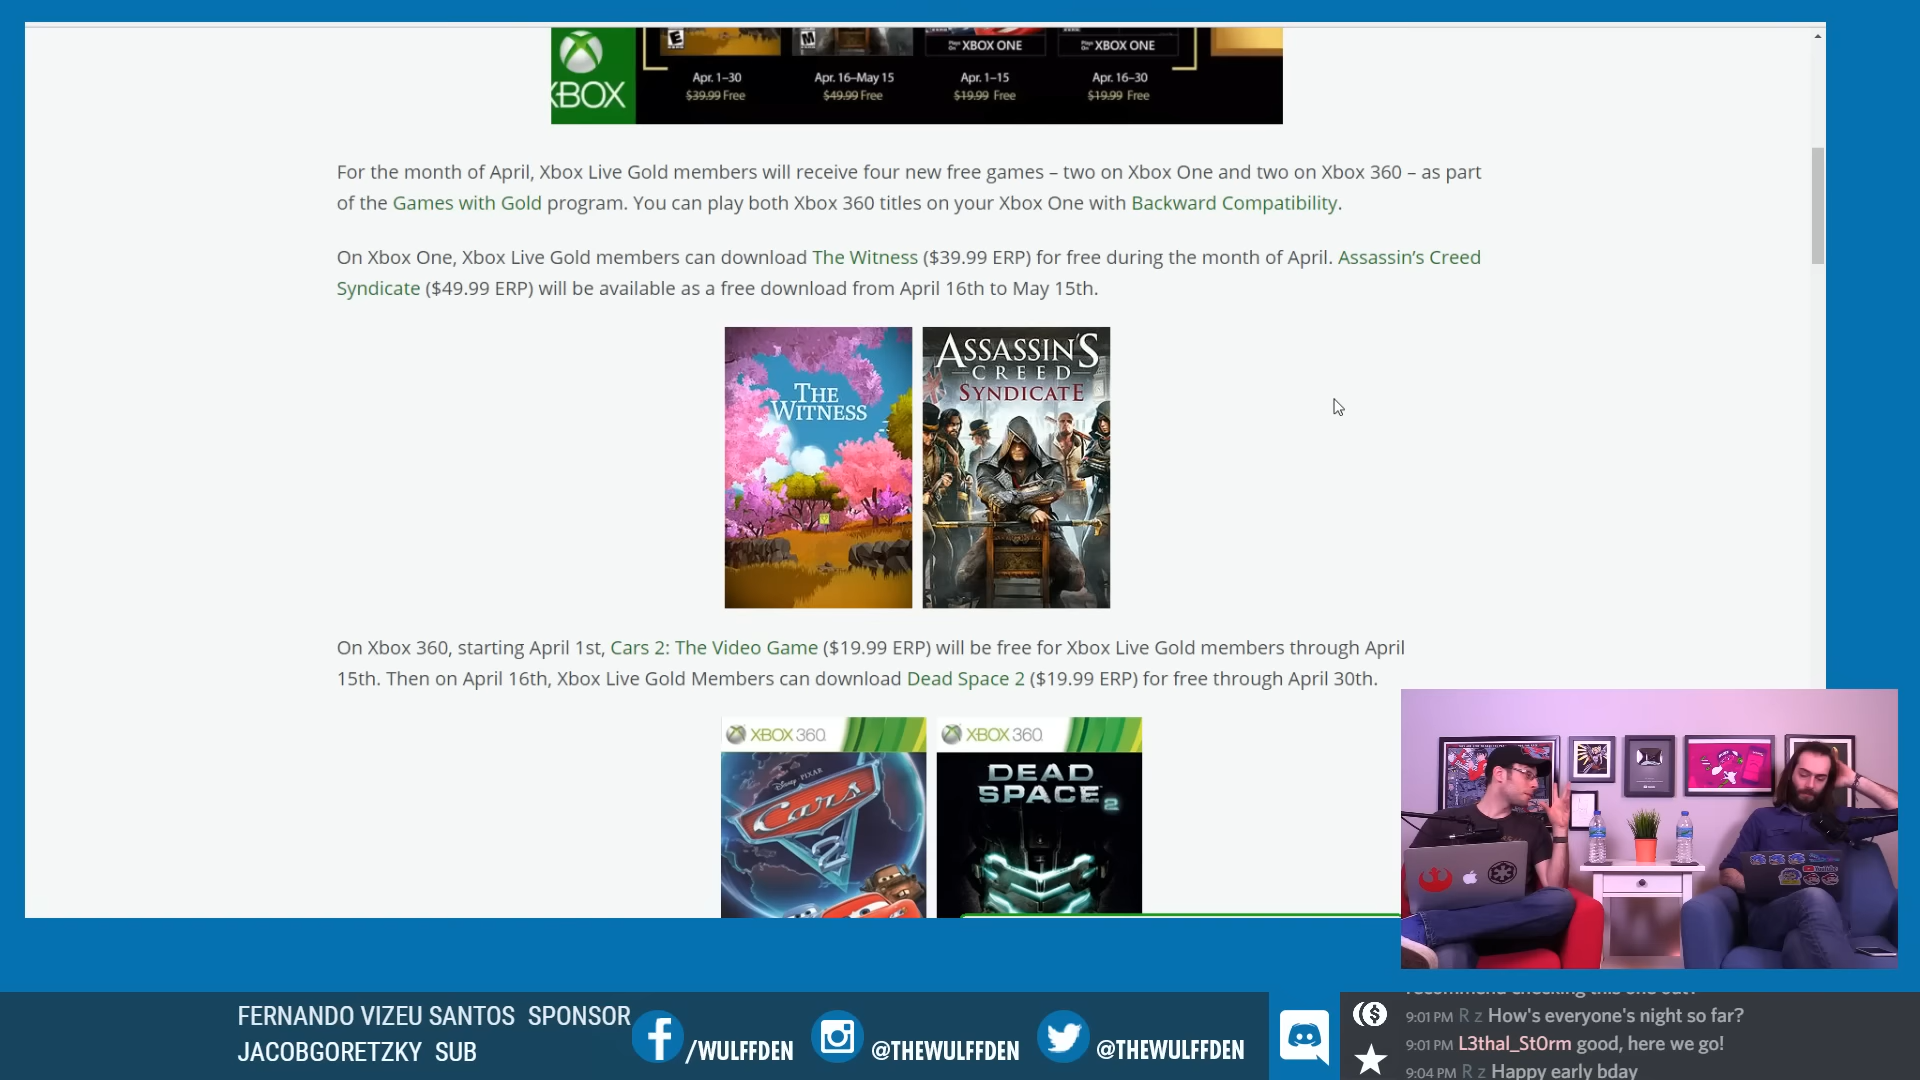 E
M
XBOX ONE
XBOX ONE
XBOX
Apr. 1–30
Apr. 16–May 15
Apr. 1–15
Apr. 16–30
$39.99 Free
$49.99 Free
$19.99 Free
$19.99 Free
For the month of April, Xbox Live Gold members will receive four new free games – two on Xbox One and two on Xbox 360 – as part
of the Games with Gold program. You can play both Xbox 360 titles on your Xbox One with Backward Compatibility.
On Xbox One, Xbox Live Gold members can download The Witness ($39.99 ERP) for free during the month of April. Assassin's Creed
Syndicate ($49.99 ERP) will be available as a free download from April 16th to May 15th.
THE
WITNESS
ASSASSIN'S
CREED
SYNDICATE
On Xbox 360, starting April 1st, Cars 2: The Video Game ($19.99 ERP) will be free for Xbox Live Gold members through April
15th. Then on April 16th, Xbox Live Gold Members can download Dead Space 2 ($19.99 ERP) for free through April 30th.
XBOX 360
XBOX 360
DISNEY PIXAR
Cars
2
DEAD
SPACE 2
FERNANDO VIZEU SANTOS SPONSOR
JACOBGORETZKY SUB
/WULFFDEN
@THEWULFFDEN
@THEWULFFDEN
9:01 PM R z How's everyone's night so far?
9:01 PM L3thal_St0rm good, here we go!
9:04 PM R z Happy early bday